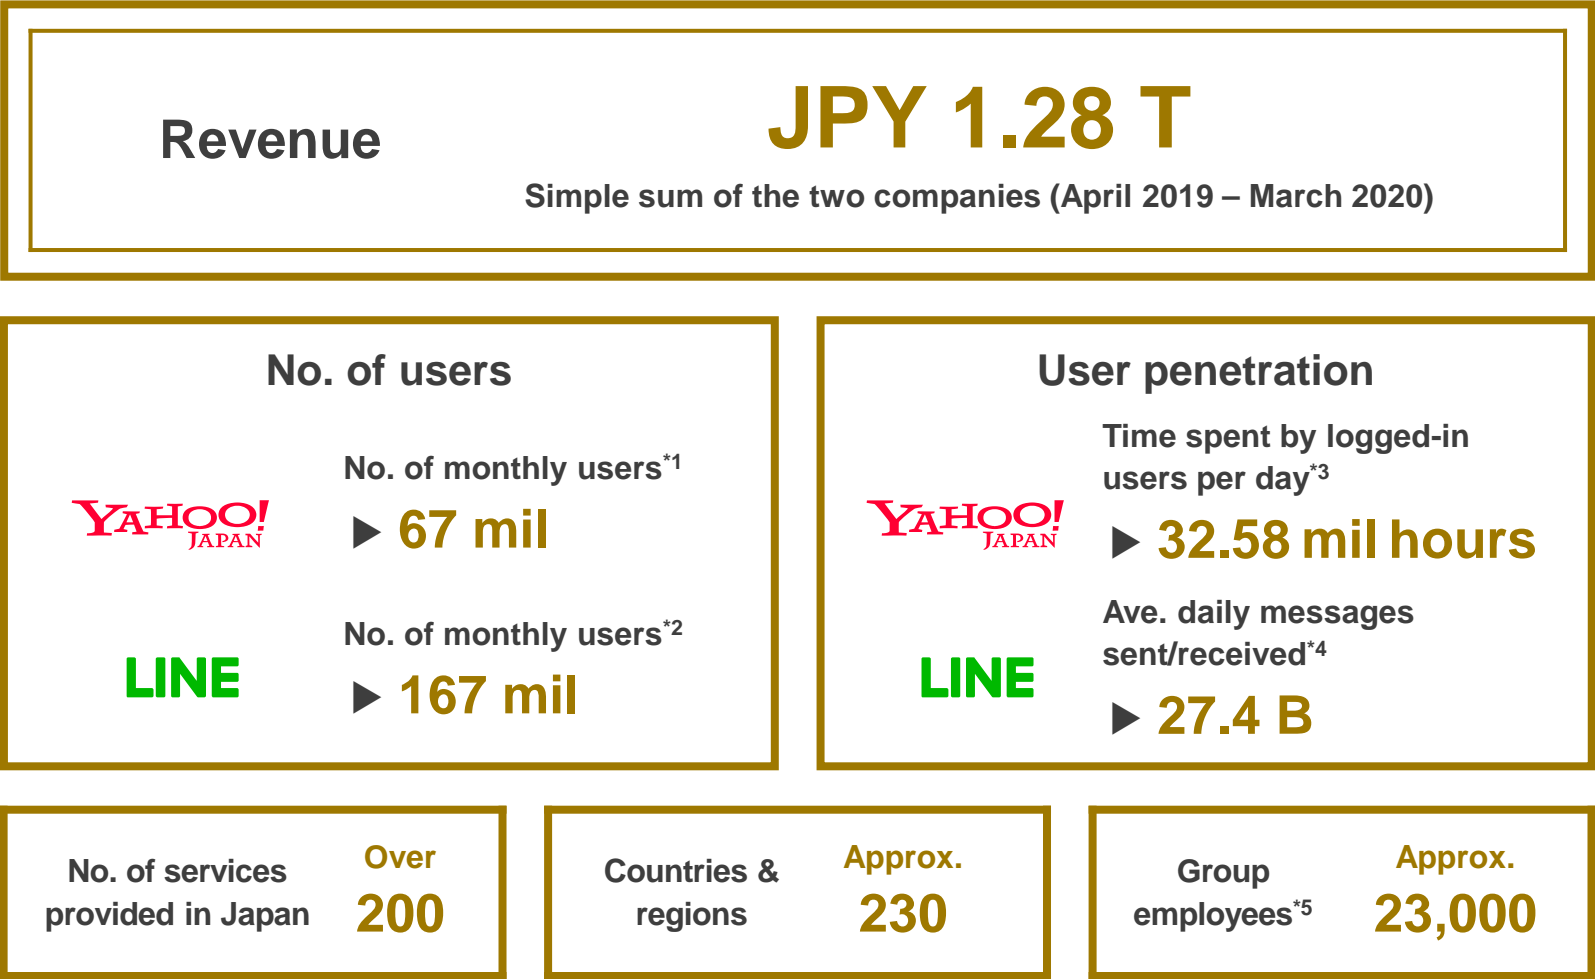 Revenue
JPY 1.28 T
Simple sum of the two companies (April 2019 – March 2020)
No. of users
YAHOO!
JAPAN
No. of monthly users*1
▶ 67 mil
LINE
No. of monthly users*2
▶ 167 mil
User penetration
YAHOO!
JAPAN
Time spent by logged-in
users per day*3
▶ 32.58 mil hours
LINE
Ave. daily messages
sent/received*4
▶ 27.4 B
No. of services
provided in Japan
Over
200
Countries &
regions
Approx.
230
Group
employees*5
Approx.
23,000